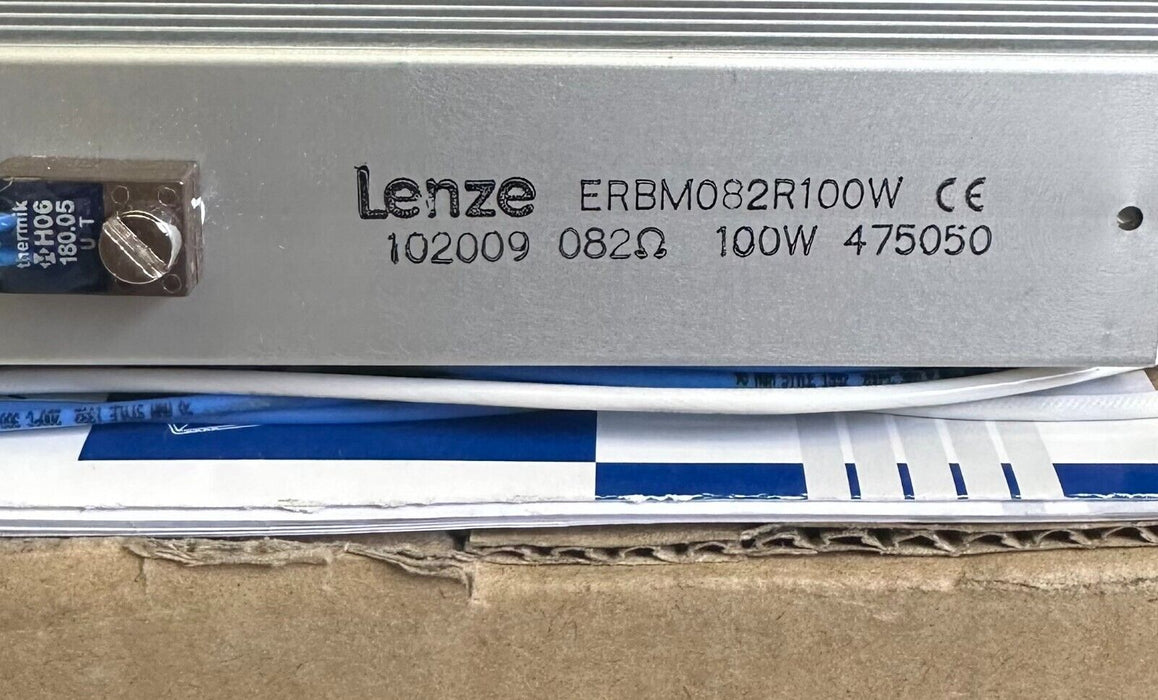 Lenze ERBM082R100W CE
102009 082Ω 100W 475050
thermik
H06
180.05
U T